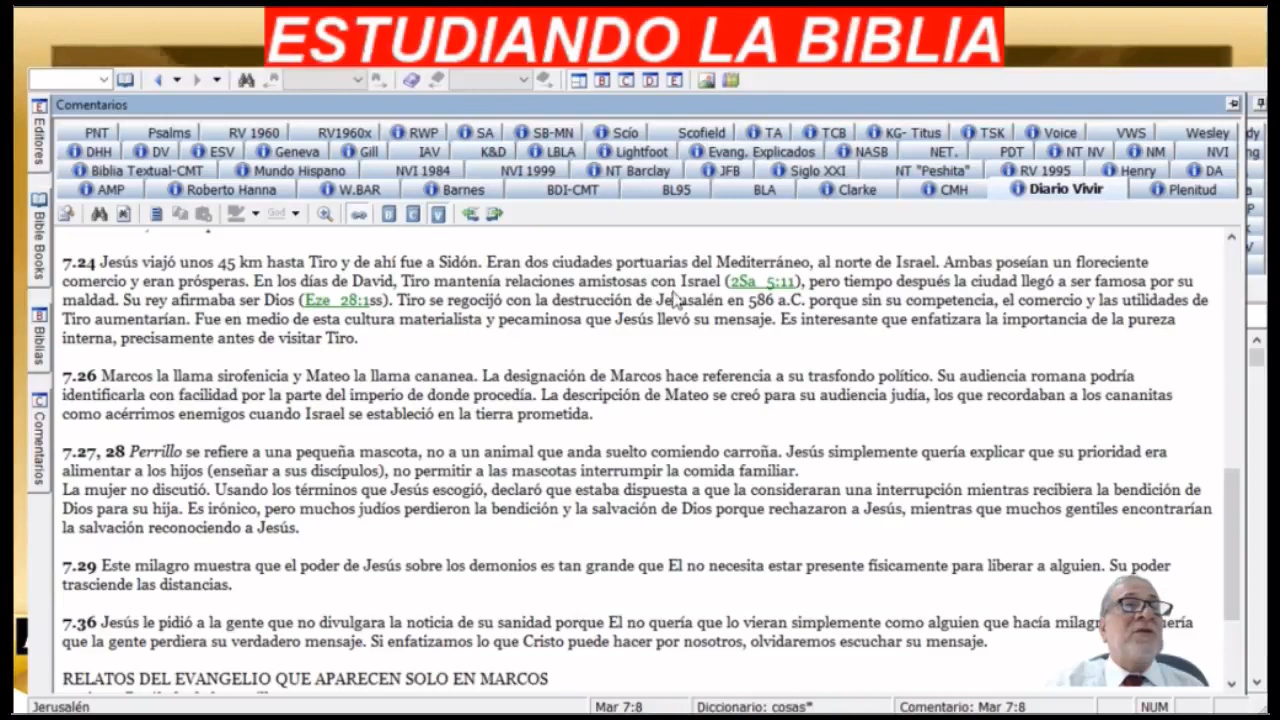 ESTUDIANDO LA BIBLIA
Comentarios
PNT Psalms RV 1960 RV1960x RWP SA SB-MN Scío Scofield TA TCB KG- Titus TSK Voice VWS Wesley
DHH DV ESV Geneva Gill IAV K&D LBLA Lightfoot Evang. Explicados NASB NET. PDT NT NV NM NVI
Biblia Textual-CMT Mundo Hispano NVI 1984 NVI 1999 NT Barclay JFB Siglo XXI NT "Peshita" RV 1995 Henry DA
AMP Roberto Hanna W.BAR Barnes BDI-CMT BL95 BLA Clarke CMH Diario Vivir Plenitud
Editores
Bible Books
Biblias
Comentarios
7.24 Jesús viajó unos 45 km hasta Tiro y de ahí fue a Sidón. Eran dos ciudades portuarias del Mediterráneo, al norte de Israel. Ambas poseían un floreciente
comercio y eran prósperas. En los días de David, Tiro mantenía relaciones amistosas con Israel (2Sa_5:11), pero tiempo después la ciudad llegó a ser famosa por su
maldad. Su rey afirmaba ser Dios (Eze_28:1ss). Tiro se regocijó con la destrucción de Jerusalén en 586 a.C. porque sin su competencia, el comercio y las utilidades de
Tiro aumentarían. Fue en medio de esta cultura materialista y pecaminosa que Jesús llevó su mensaje. Es interesante que enfatizara la importancia de la pureza
interna, precisamente antes de visitar Tiro.
7.26 Marcos la llama sirofenicia y Mateo la llama cananea. La designación de Marcos hace referencia a su trasfondo político. Su audiencia romana podría
identificarla con facilidad por la parte del imperio de donde procedía. La descripción de Mateo se creó para su audiencia judía, los que recordaban a los cananitas
como acérrimos enemigos cuando Israel se estableció en la tierra prometida.
7.27, 28 Perrillo se refiere a una pequeña mascota, no a un animal que anda suelto comiendo carroña. Jesús simplemente quería explicar que su prioridad era
alimentar a los hijos (enseñar a sus discípulos), no permitir a las mascotas interrumpir la comida familiar.
La mujer no discutió. Usando los términos que Jesús escogió, declaró que estaba dispuesta a que la consideraran una interrupción mientras recibiera la bendición de
Dios para su hija. Es irónico, pero muchos judíos perdieron la bendición y la salvación de Dios porque rechazaron a Jesús, mientras que muchos gentiles encontrarían
la salvación reconociendo a Jesús.
7.29 Este milagro muestra que el poder de Jesús sobre los demonios es tan grande que El no necesita estar presente físicamente para liberar a alguien. Su poder
trasciende las distancias.
7.36 Jesús le pidió a la gente que no divulgara la noticia de su sanidad porque El no quería que lo vieran simplemente como alguien que hacía
que la gente perdiera su verdadero mensaje. Si enfatizamos lo que Cristo puede hacer por nosotros, olvidaremos escuchar su mensaje.
RELATOS DEL EVANGELIO QUE APARECEN SOLO EN MARCOS
Jerusalén Mar 7:8 Diccionario: cosas* Comentario: Mar 7:8 NUM